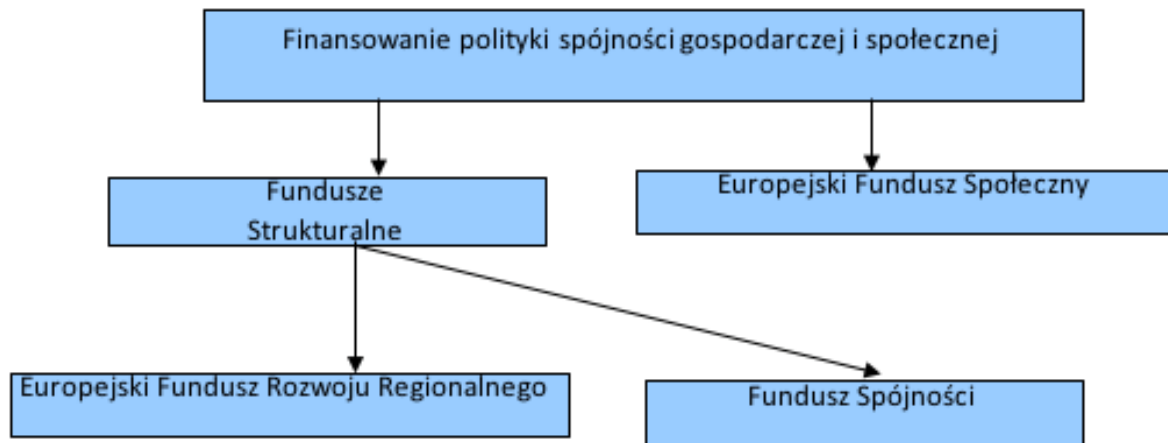 Finansowanie polityki spójności gospodarczej i społecznej
Fundusze
Strukturalne
Europejski Fundusz Społeczny
Europejski Fundusz Rozwoju Regionalnego
Fundusz Spójności